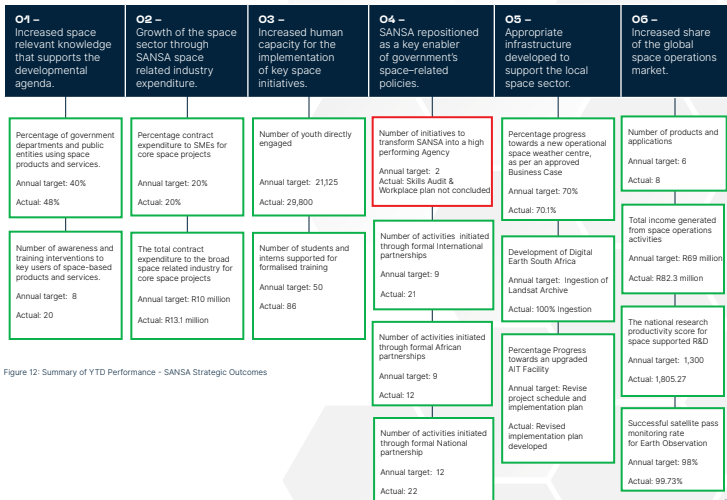 01 –
Increased space
relevant knowledge
that supports the
developmental
agenda.
02 –
Growth of the space
sector through
SANSA space
related industry
expenditure.
03 –
Increased human
capacity for the
implementation
of key space
initiatives.
04 –
SANSA repositioned
as a key enabler
of government's
space–related
policies.
05 –
Appropriate
infrastructure
developed to
support the local
space sector.
06 –
Increased share
of the global
space operations
market.
Percentage of government
departments and public
entities using space
products and services.
Annual target: 40%
Actual: 48%
Number of awareness and
training interventions to
key users of space-based
products and services.
Annual target: 8
Actual: 20
Percentage contract
expenditure to SMEs for
core space projects
Annual target: 20%
Actual: 20%
The total contract
expenditure to the broad
space related industry for
core space projects
Annual target: R10 million
Actual: R13.1 million
Number of youth directly
engaged
Annual target: 21,125
Actual: 29,800
Number of students and
interns supported for
formalised training
Annual target: 50
Actual: 86
Number of initiatives to
transform SANSA into a high
performing Agency
Annual target: 2
Actual: Skills Audit &
Workplace plan not concluded
Number of activities initiated
through formal International
partnerships
Annual target: 9
Actual: 21
Number of activities initiated
through formal African
partnerships
Annual target: 9
Actual: 12
Number of activities initiated
through formal National
partnership
Annual target: 12
Actual: 22
Percentage progress
towards a new operational
space weather centre,
as per an approved
Business Case
Annual target: 70%
Actual: 70.1%
Development of Digital
Earth South Africa
Annual target: Ingestion of
Landsat Archive
Actual: 100% Ingestion
Percentage Progress
towards an upgraded
AIT Facility
Annual target: Revise
project schedule and
implementation plan
Actual: Revised
implementation plan
developed
Number of products and
applications
Annual target: 6
Actual: 8
Total income generated
from space operations
activities
Annual target: R69 million
Actual: R82.3 million
The national research
productivity score for
space supported R&D
Annual target: 1,300
Actual: 1,805.27
Successful satellite pass
monitoring rate
for Earth Observation
Annual target: 98%
Actual: 99.73%
Figure 12: Summary of YTD Performance - SANSA Strategic Outcomes